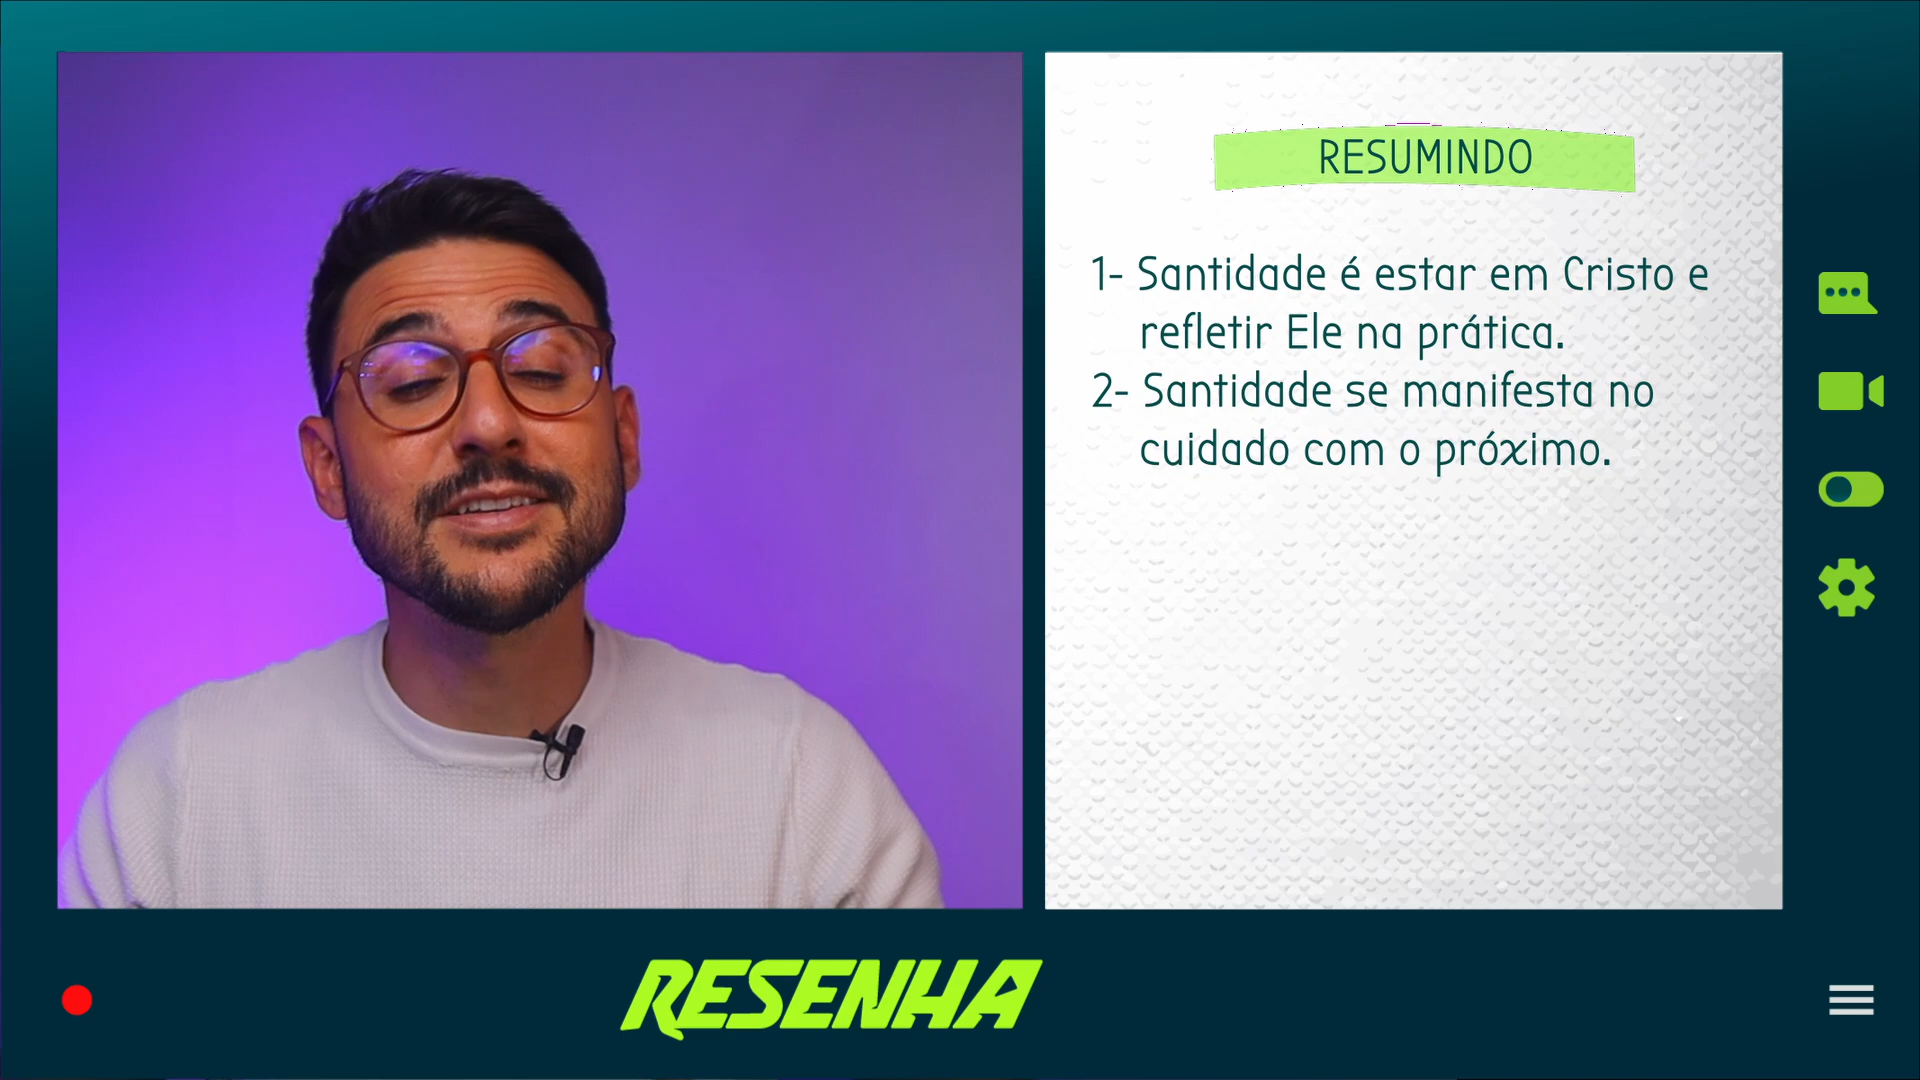 RESUMINDO
1- Santidade é estar em Cristo e
refletir Ele na prática.
2- Santidade se manifesta no
cuidado com o próximo.
RESENHA